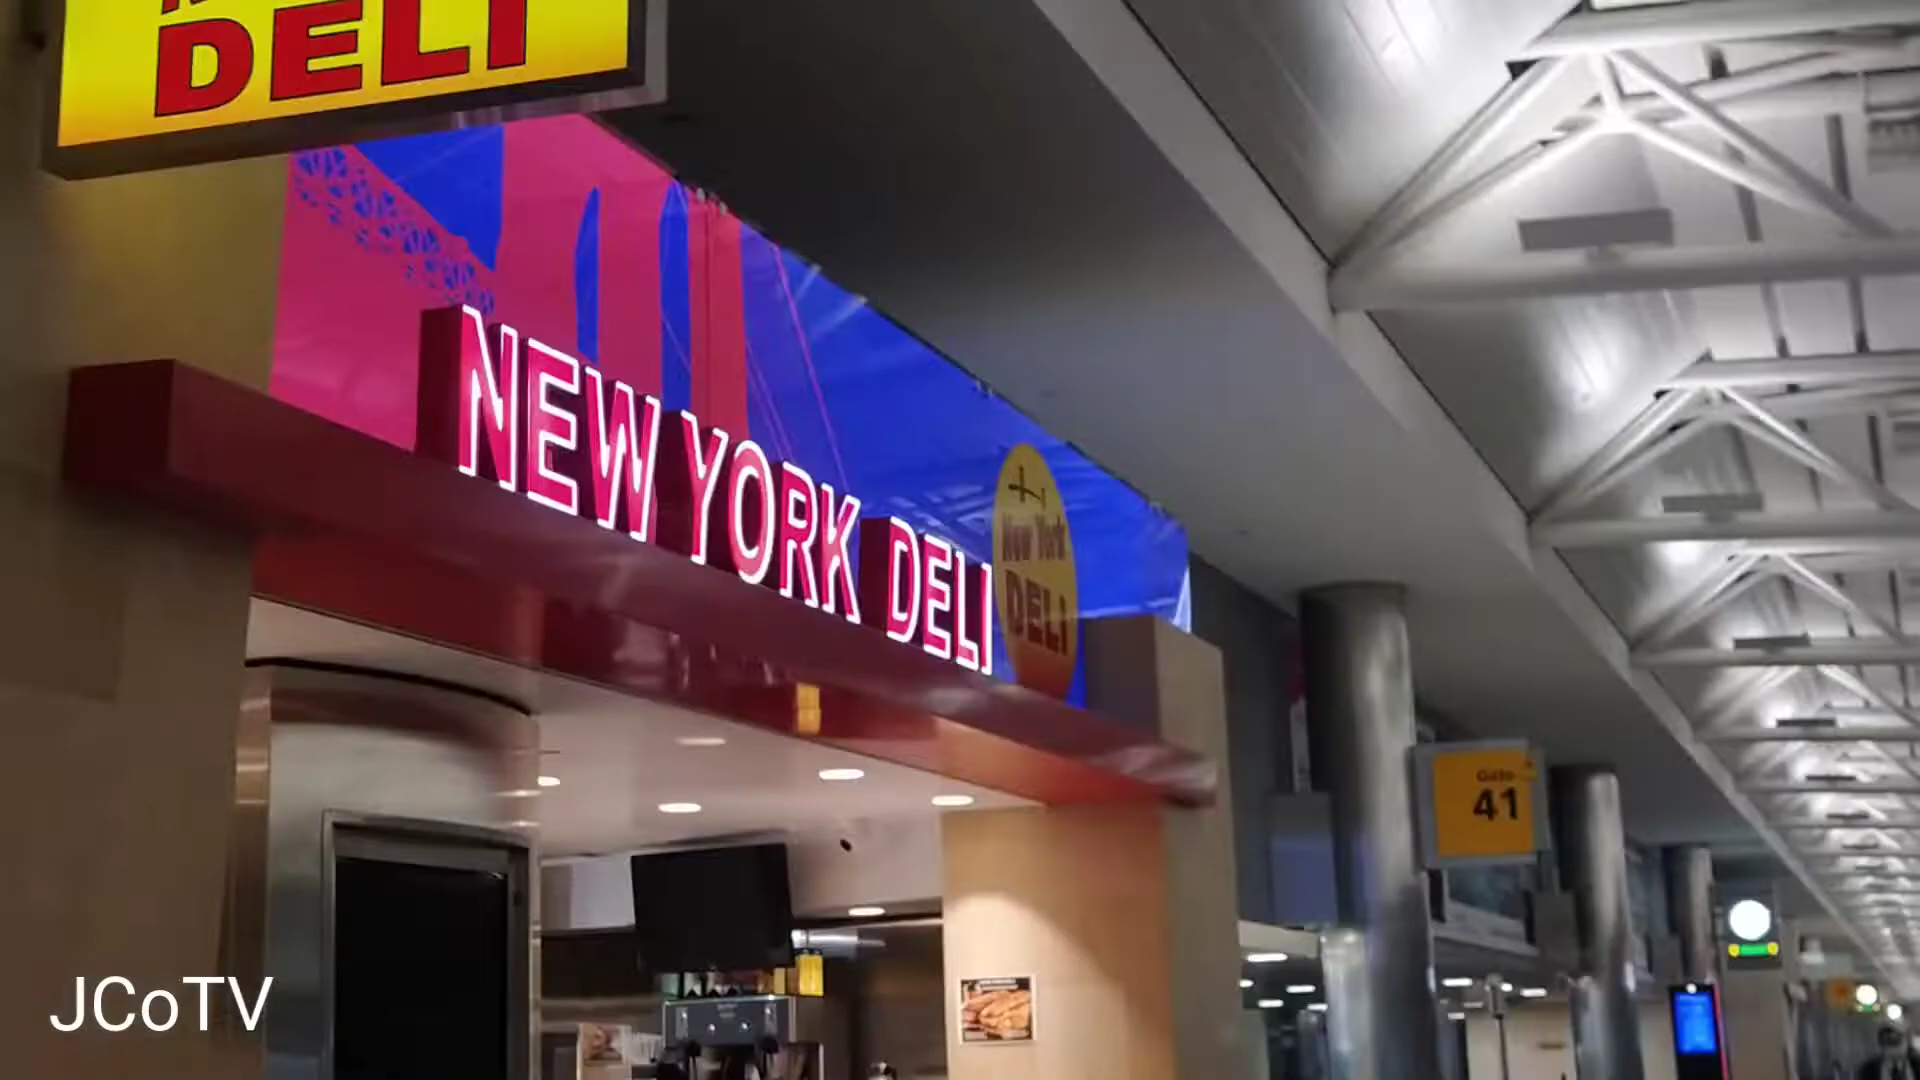 DELI
NEW YORK DELI
New York
DELI
Gate
41
JCoTV